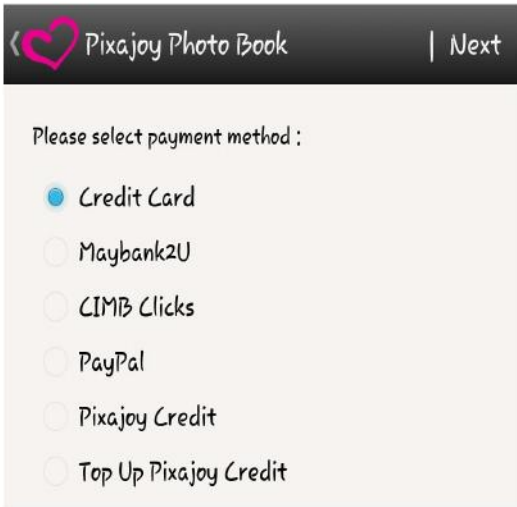 Pixajoy Photo Book | Next
Please select payment method :
Credit Card
Maybank2U
CIMB Clicks
PayPal
Pixajoy Credit
Top Up Pixajoy Credit